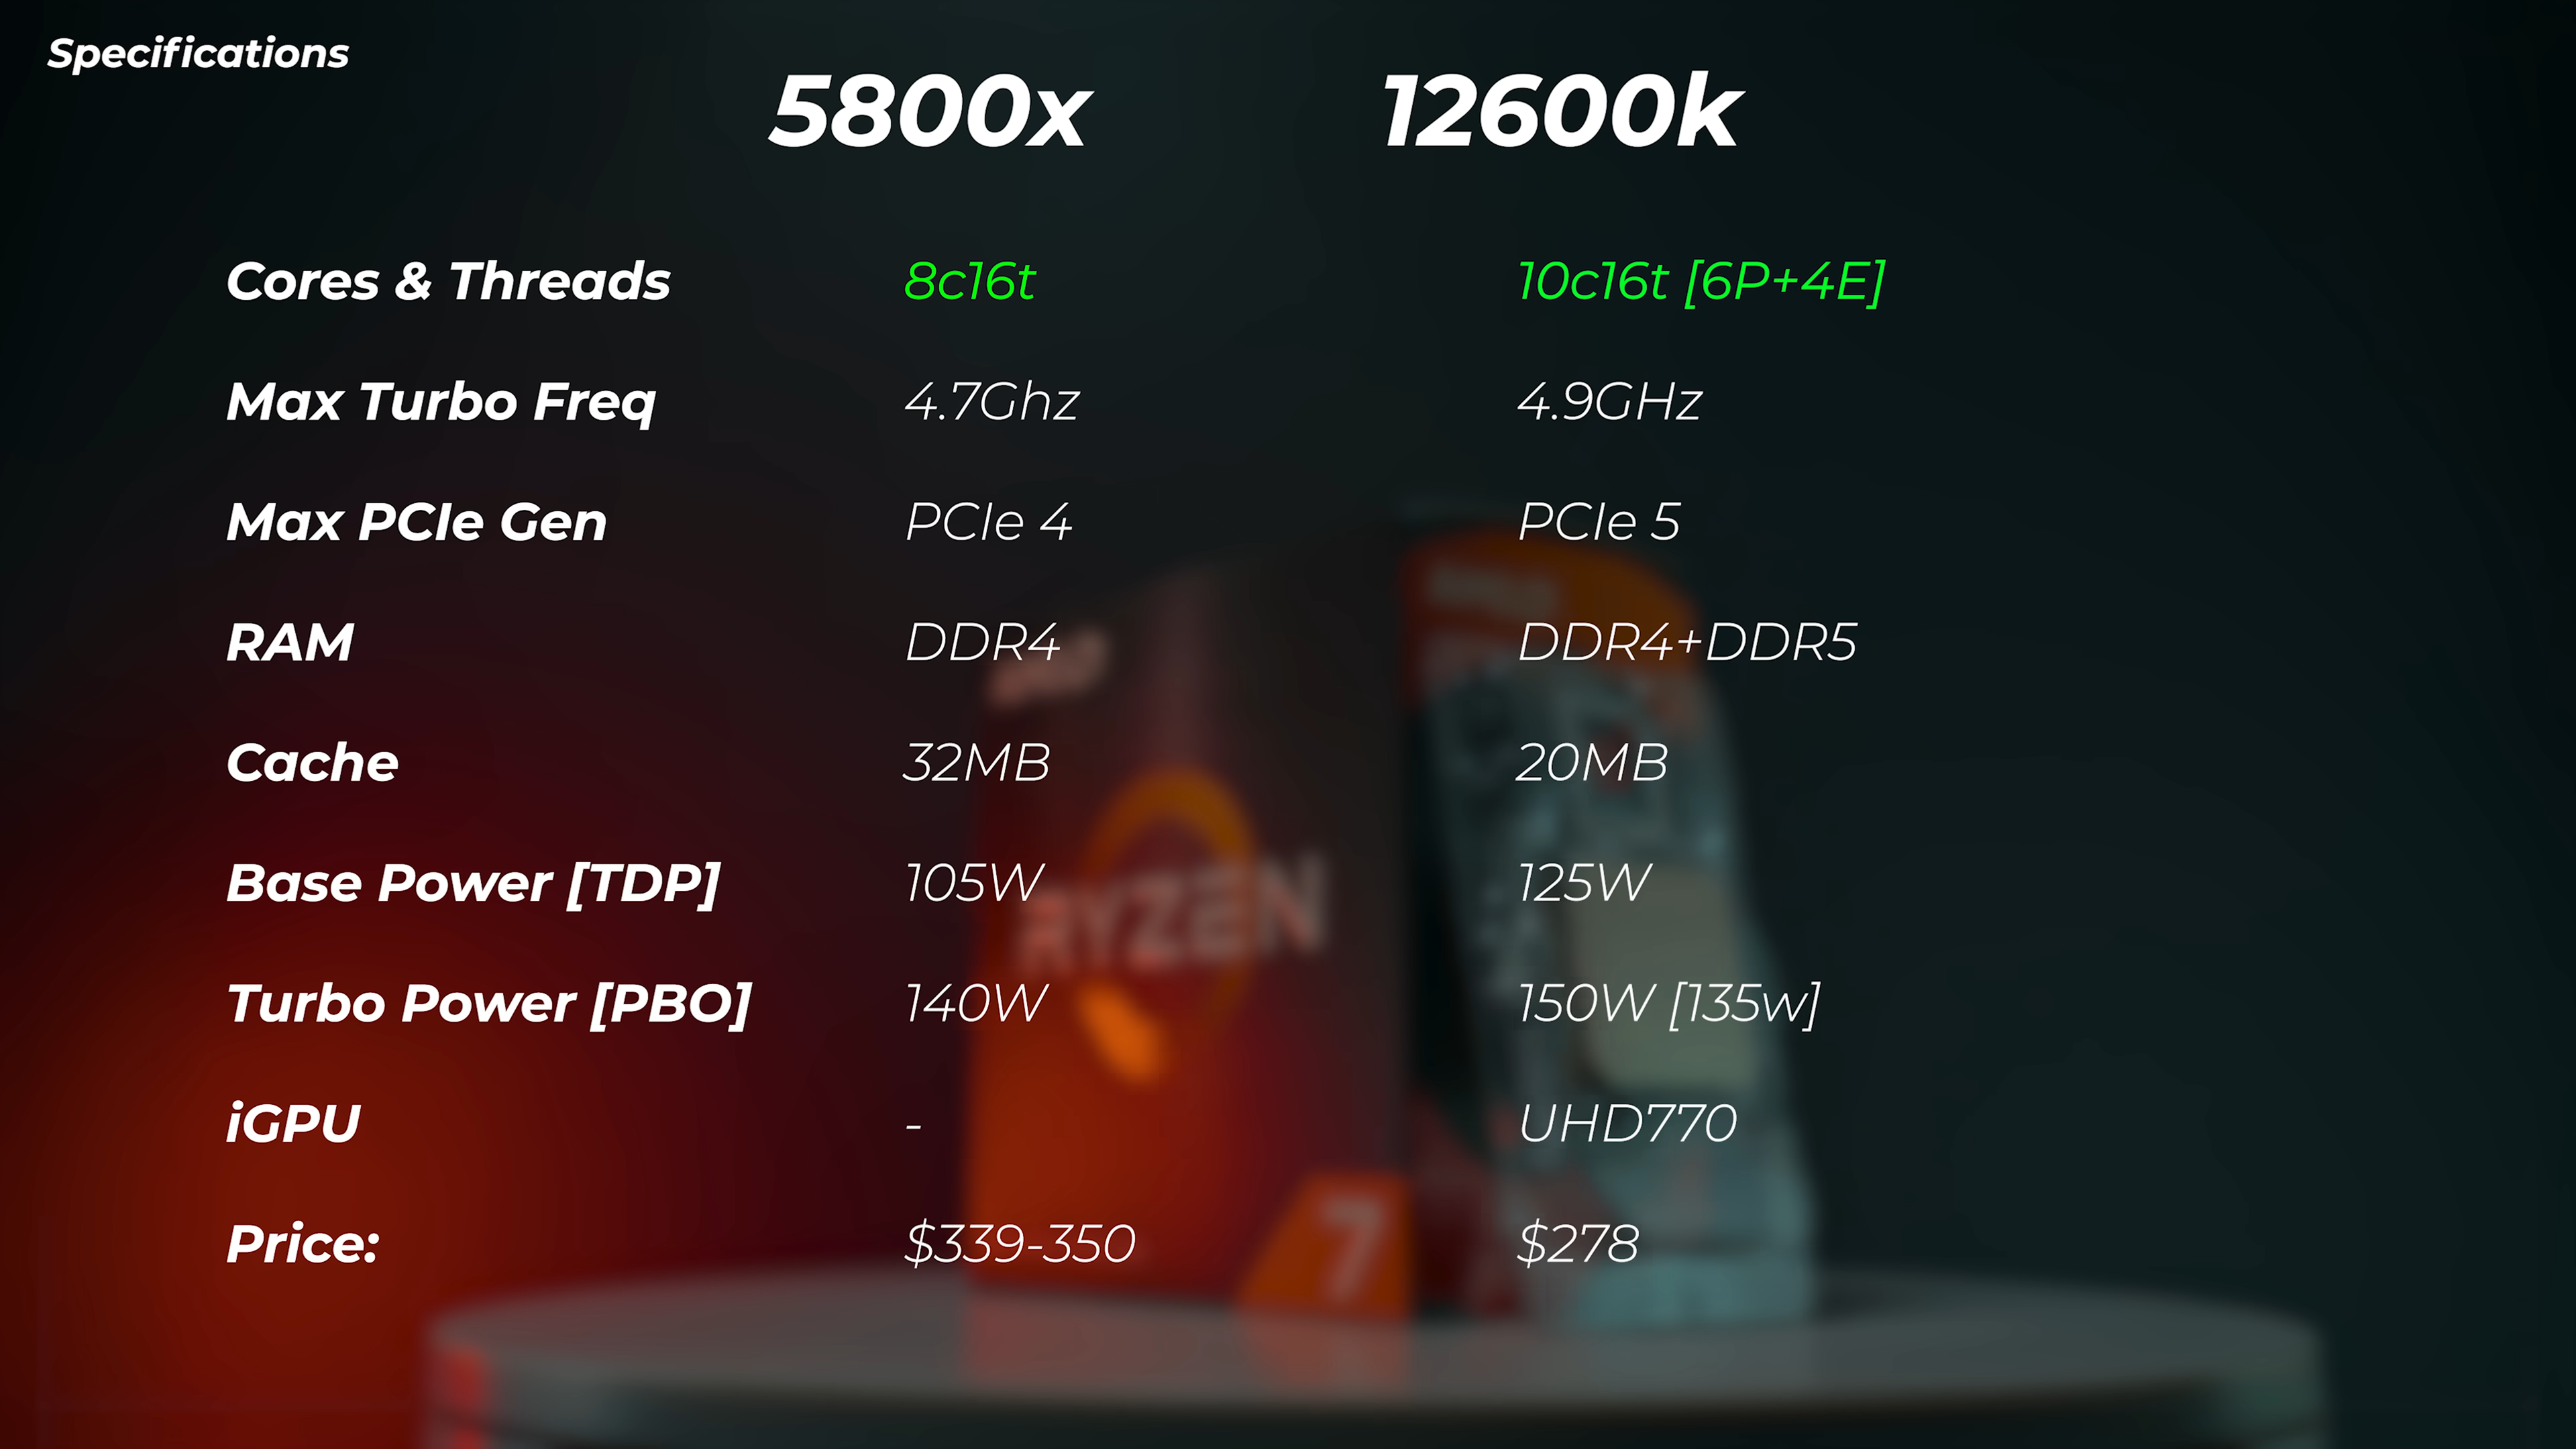 Specifications
5800x 12600k
Cores & Threads 8c16t 10c16t [6P+4E]
Max Turbo Freq 4.7Ghz 4.9GHz
Max PCIe Gen PCIe 4 PCIe 5
RAM DDR4 DDR4+DDR5
Cache 32MB 20MB
Base Power [TDP] 105W 125W
RYZEN
Turbo Power [PBO] 140W 150W [135w]
iGPU - UHD770
Price: $339-350 $278
7